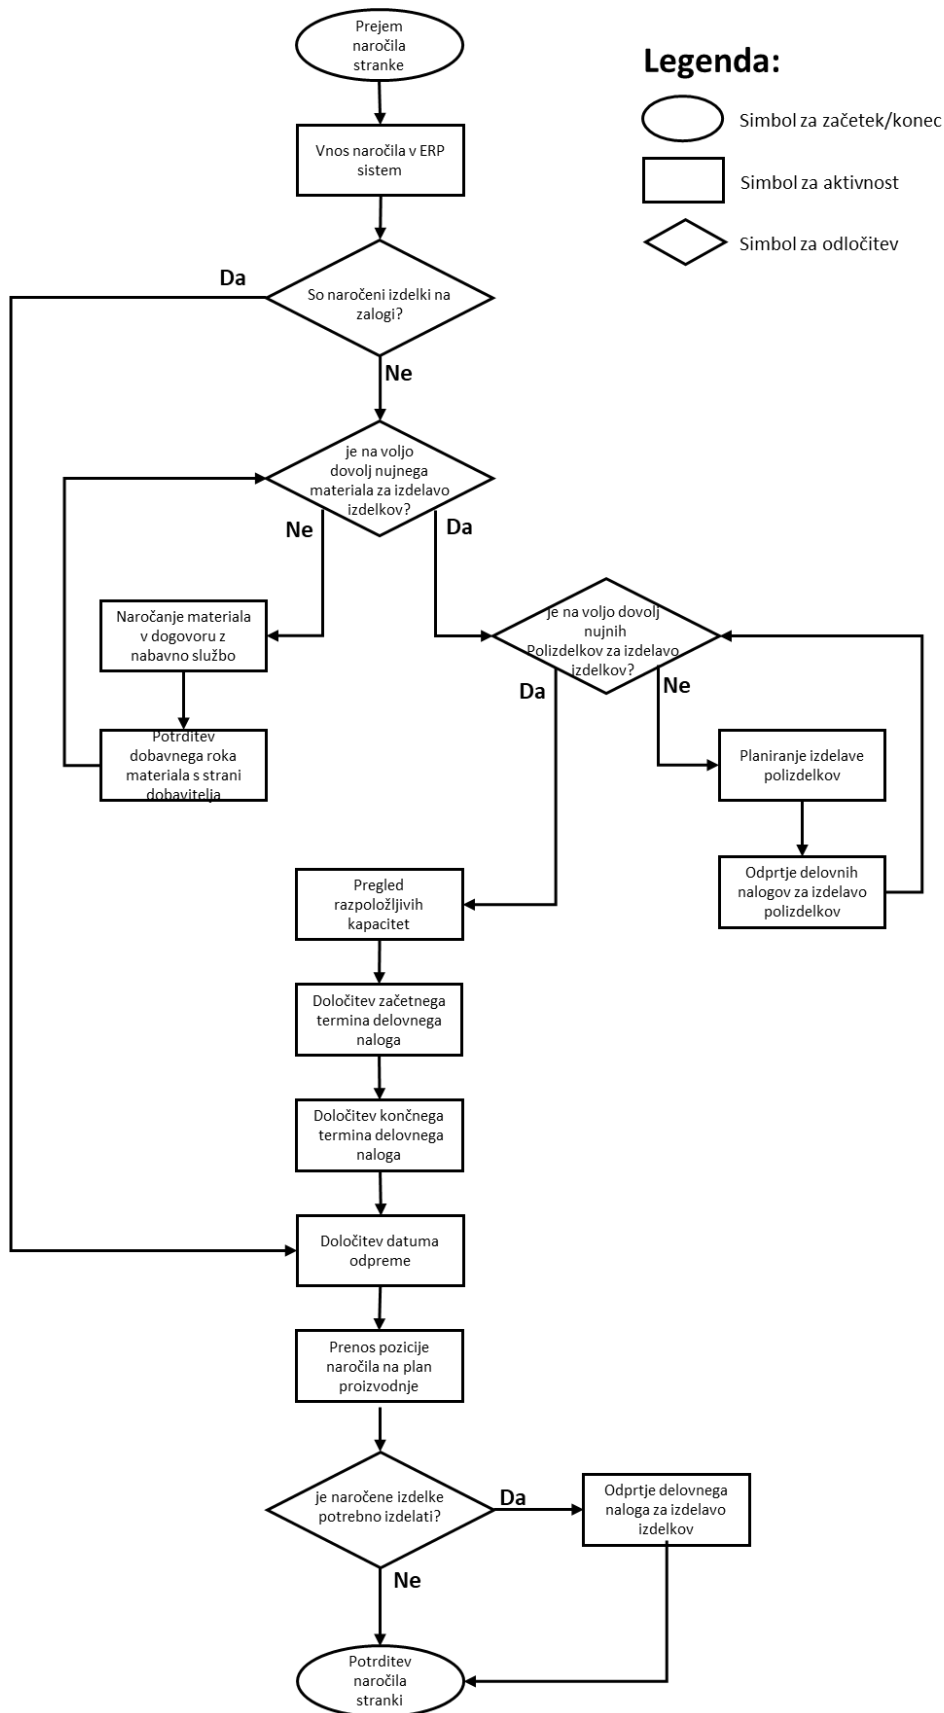 Prejem
naročila
stranke
Legenda:
Simbol za začetek/konec
Vnos naročila v ERP
sistem
Simbol za aktivnost
Simbol za odločitev
Da
So naročeni izdelki na
zalogi?
Ne
je na voljo
dovolj nujnega
materiala za izdelavo
izdelkov?
Ne
Da
Naročanje materiala
v dogovoru z
nabavno službo
je na voljo dovolj
nujnih
Polizdelkov za izdelavo
izdelkov?
Da
Ne
Potrditev
dobavnega roka
materiala s strani
dobavitelja
Planiranje izdelave
polizdelkov
Odprtje delovnih
nalogov za izdelavo
polizdelkov
Pregled
razpoložljivih
kapacitet
Določitev začetnega
termina delovnega
naloga
Določitev končnega
termina delovnega
naloga
Določitev datuma
odpreme
Prenos pozicije
naročila na plan
proizvodnje
je naročene izdelke
potrebno izdelati?
Da
Odprtje delovnega
naloga za izdelavo
izdelkov
Ne
Potrditev
naročila
stranki